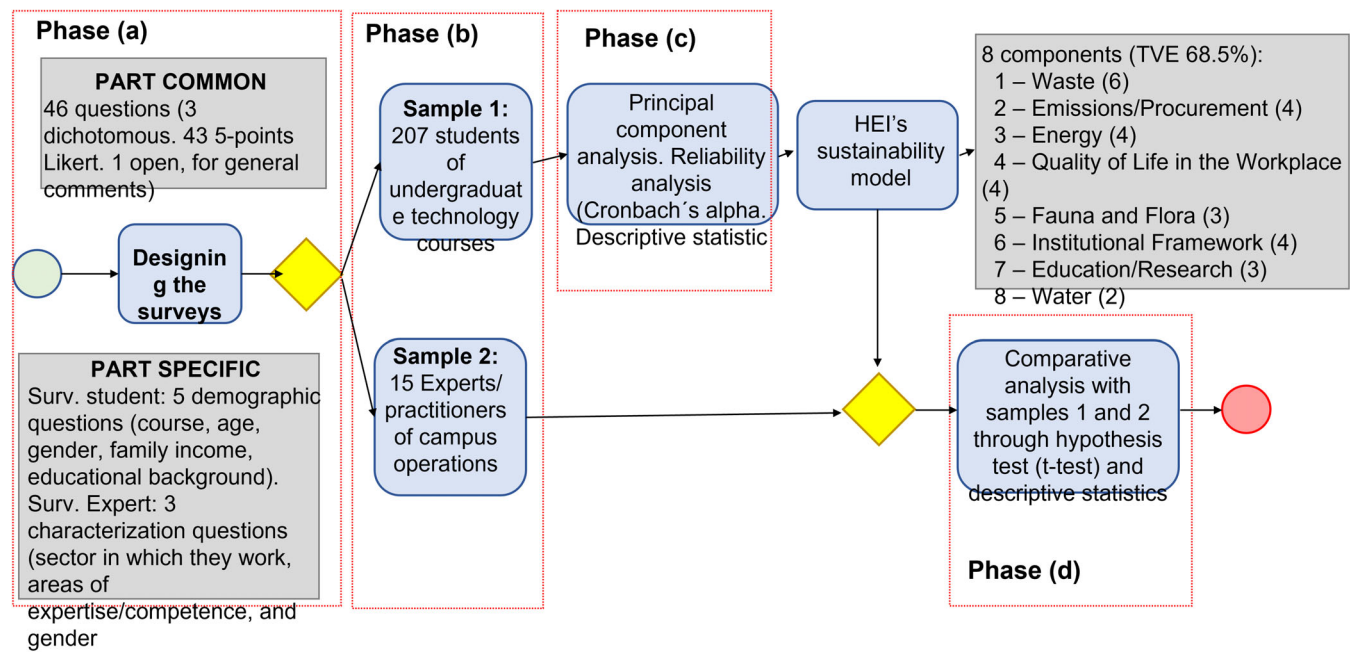 Phase (a)
PART COMMON
46 questions (3
dichotomous. 43 5-points
Likert. 1 open, for general
comments)
Designin
g the
surveys
PART SPECIFIC
Surv. student: 5 demographic
questions (course, age,
gender, family income,
educational background).
Surv. Expert: 3
characterization questions
(sector in which they work,
areas of
expertise/competence, and
gender
Phase (b)
Sample 1:
207 students
of
undergraduat
e technology
courses
Sample 2:
15 Experts/
practitioners
of campus
operations
Phase (c)
Principal
component
analysis. Reliability
analysis
(Cronbach´s alpha.
Descriptive statistic
HEI's
sustainability
model
8 components (TVE 68.5%):
1 – Waste (6)
2 – Emissions/Procurement (4)
3 – Energy (4)
4 – Quality of Life in the Workplace
(4)
5 – Fauna and Flora (3)
6 – Institutional Framework (4)
7 – Education/Research (3)
8 – Water (2)
Comparative
analysis with
samples 1 and 2
through hypothesis
test (t-test) and
descriptive statistics
Phase (d)